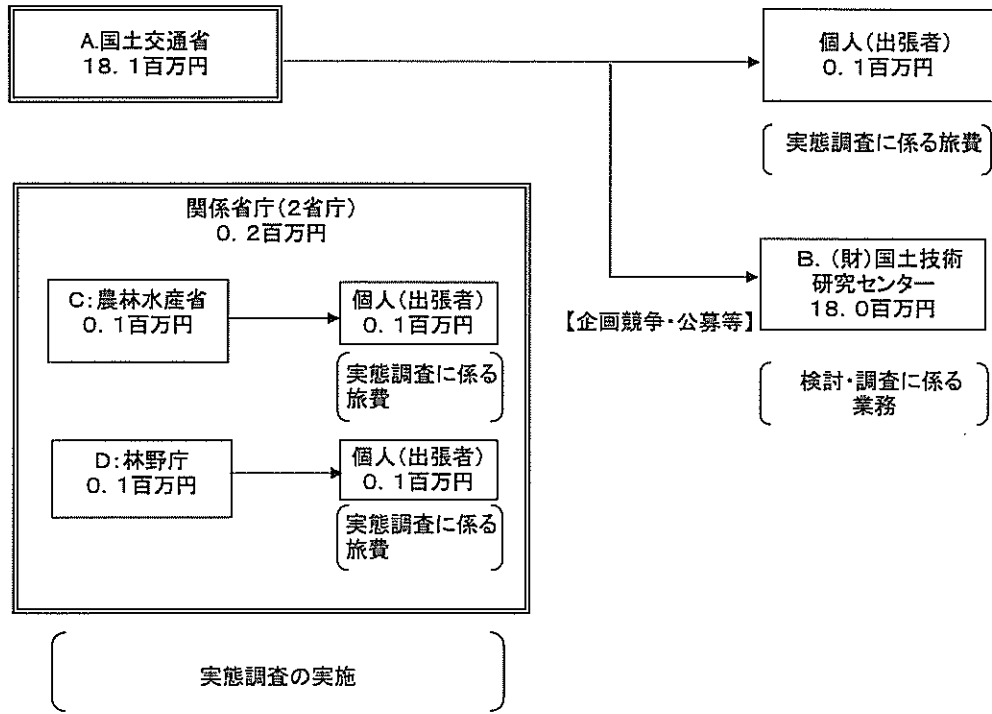 A.国土交通省
18.1百万円
個人(出張者)
0.1百万円
実態調査に係る旅費
B.(財)国土技術
研究センター
18.0百万円
【企画競争・公募等】
検討・調査に係る
業務
関係省庁(2省庁)
0.2百万円
C:農林水産省
0.1百万円
個人(出張者)
0.1百万円
実態調査に係る
旅費
D:林野庁
0.1百万円
個人(出張者)
0.1百万円
実態調査に係る
旅費
実態調査の実施